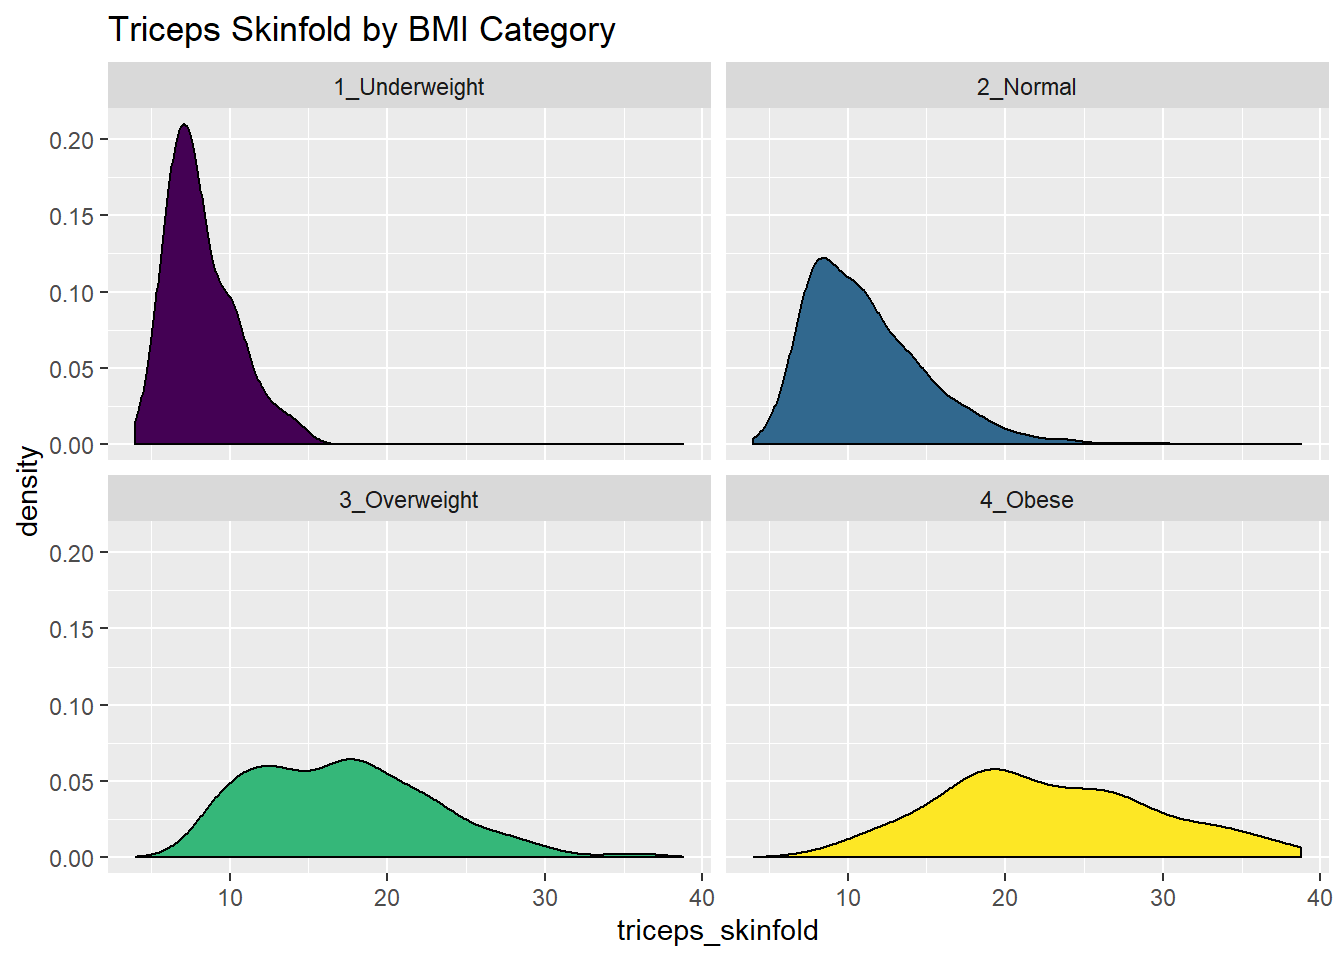 Triceps Skinfold by BMI Category
1_Underweight
2_Normal
0.20
0.15
0.10
0.05
0.00
density
3_Overweight
4_Obese
0.20
0.15
0.10
0.05
0.00
10 20 30 40 10 20 30 40
triceps_skinfold